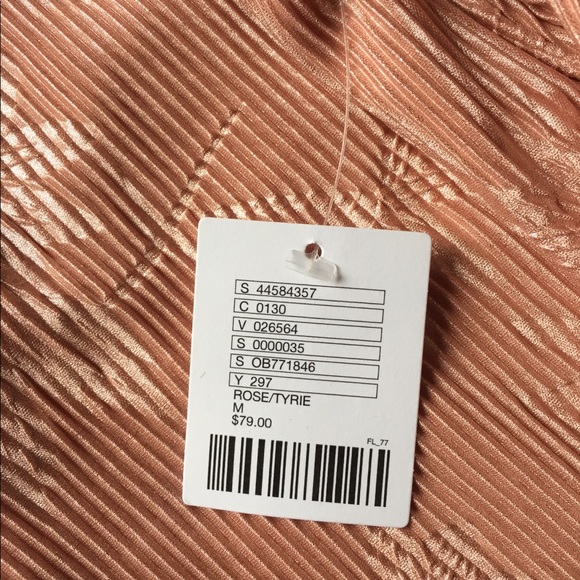 S 44584357
C 0130
V 026564
S 0000035
S OB771846
Y 297
ROSE/TYRIE
M
$79.00
FL_77